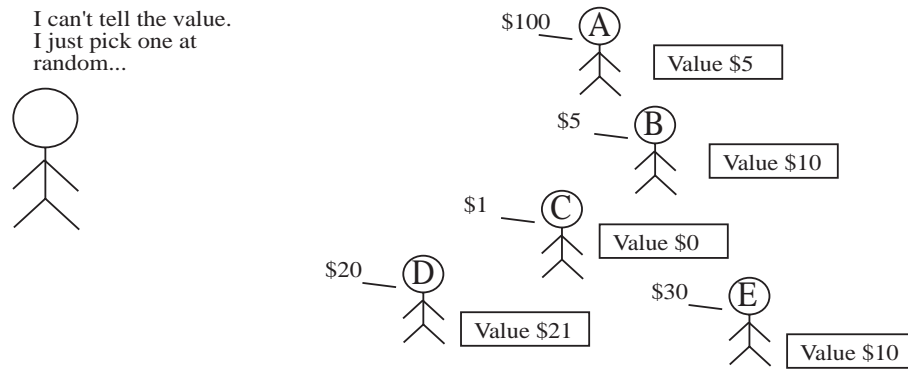 I can't tell the value.
I just pick one at
random...
$100
A
Value $5
$5
B
Value $10
$1
C
Value $0
$20
D
Value $21
$30
E
Value $10